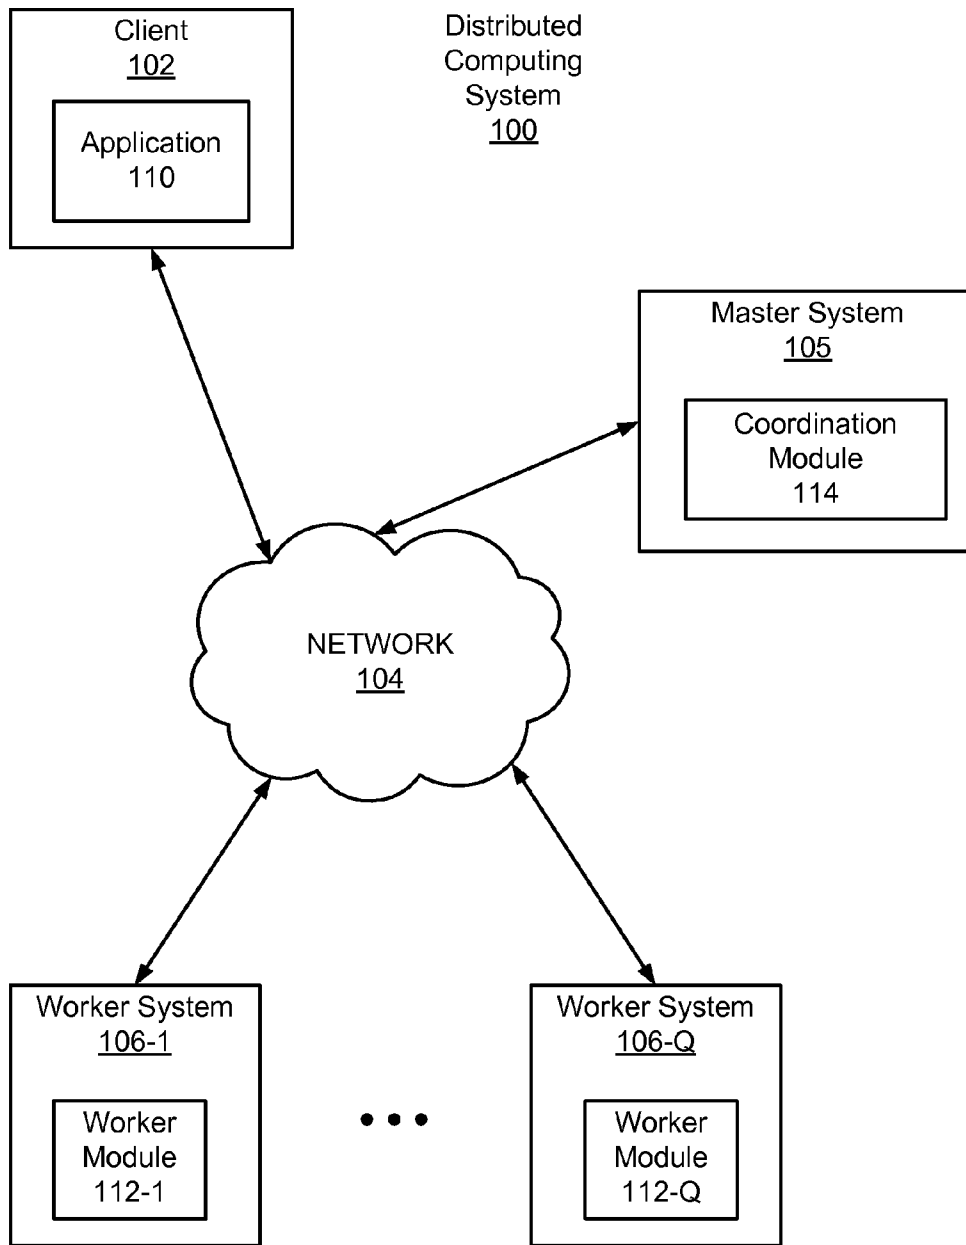 Client
102
Application
110
Distributed
Computing
System
100
Master System
105
Coordination
Module
114
NETWORK
104
Worker System
106-1
Worker
Module
112-1
Worker System
106-Q
Worker
Module
112-Q